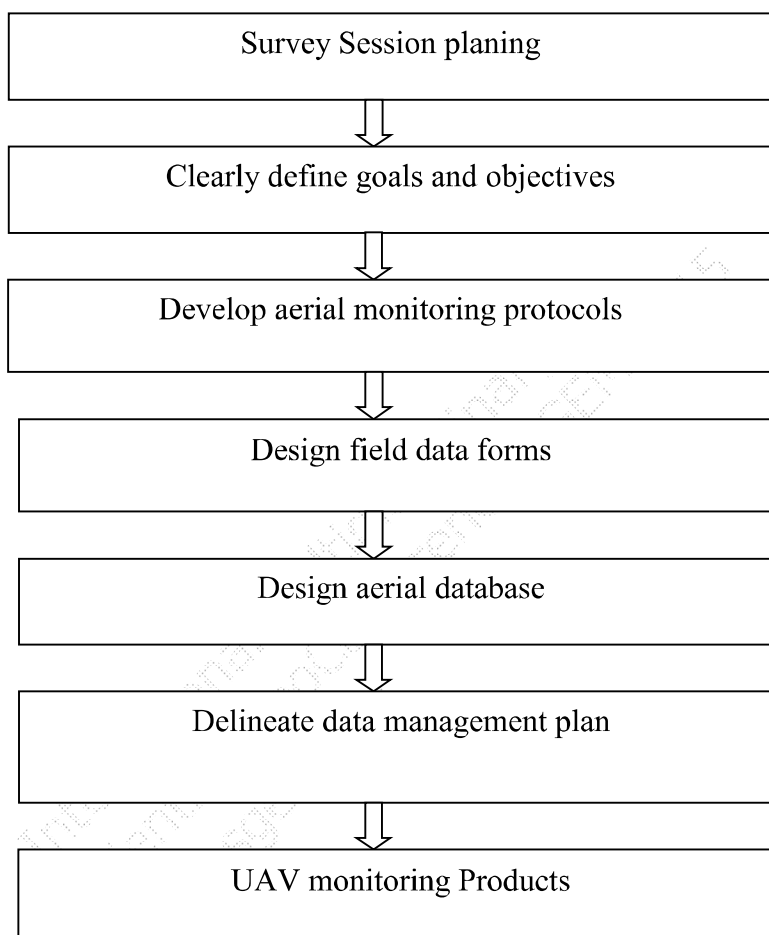 Survey Session planing
Clearly define goals and objectives
Develop aerial monitoring protocols
Design field data forms
Design aerial database
Delineate data management plan
UAV monitoring Products